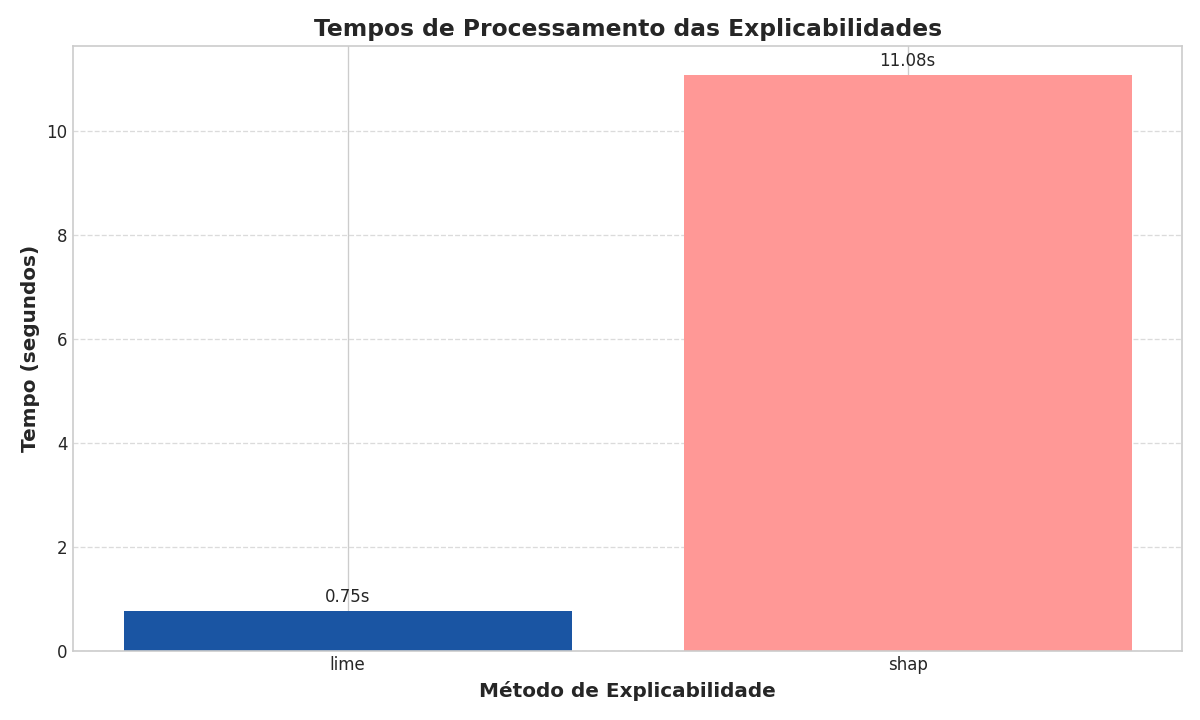 Tempos de Processamento das Explicabilidades
11.08s
10
8
6
4
2
0
Tempo (segundos)
0.75s
lime
shap
Método de Explicabilidade